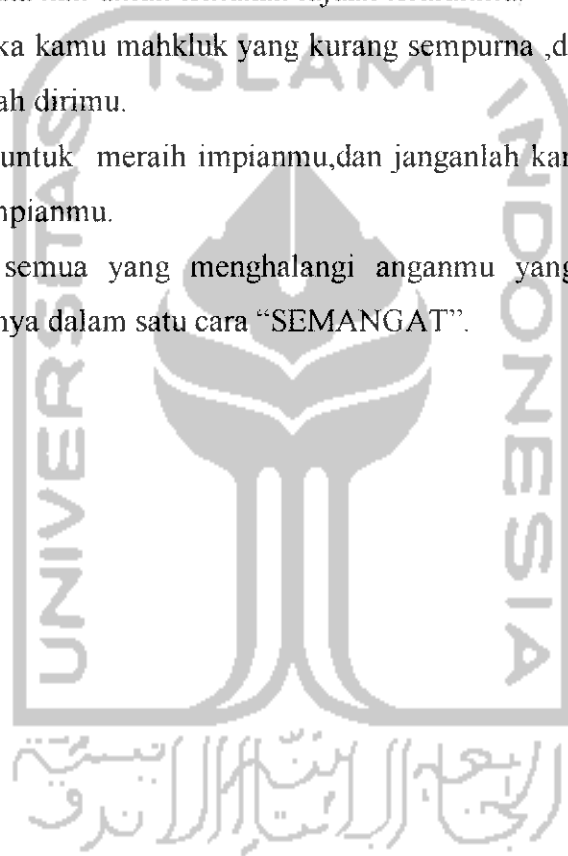 ka kamu mahkluk yang kurang sempurna ,d
ah dirimu.
untuk meraih impianmu,dan janganlah kar
mpianmu.
semua yang menghalangi anganmu yang
nya dalam satu cara “SEMANGAT”.
ISLAM
UNIVERSITAS
INDONESIA